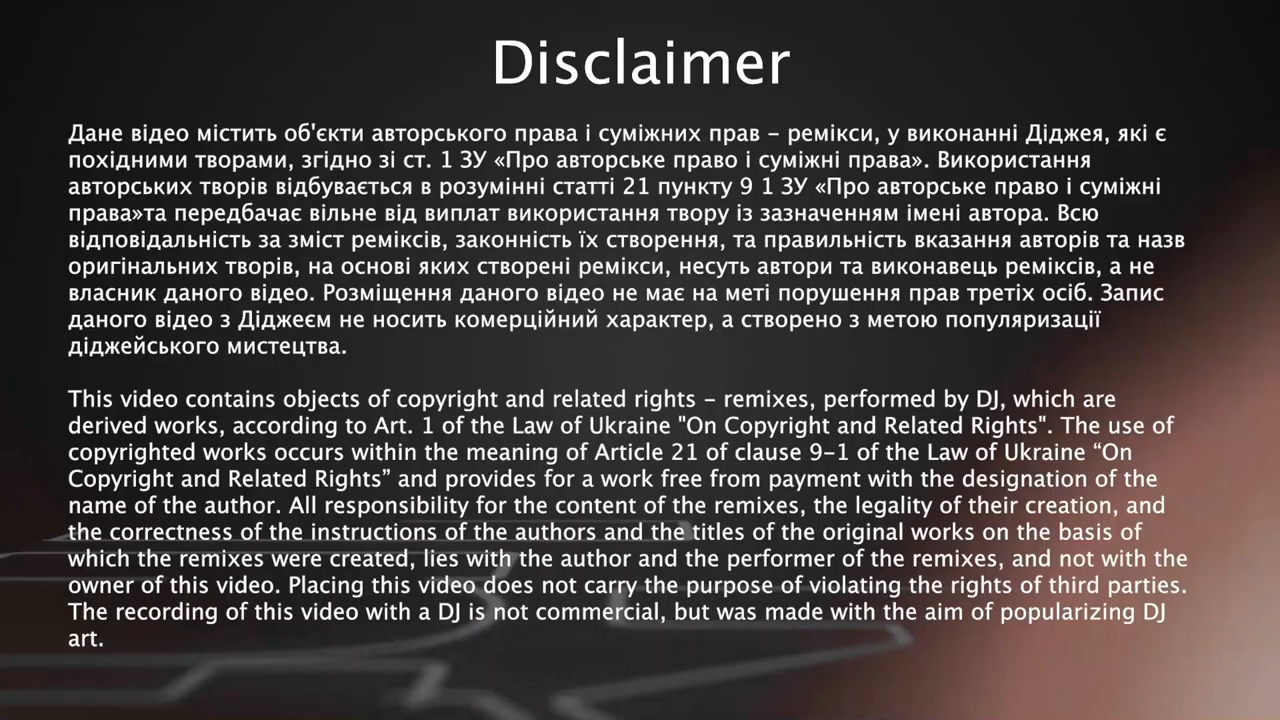 Disclaimer
Дане відео містить об'єкти авторського права і суміжних прав – ремікси, у виконанні Діджея, які є
похідними творами, згідно зі ст. 1 ЗУ «Про авторське право і суміжні права». Використання
авторських творів відбувається в розумінні статті 21 пункту 9 1 ЗУ «Про авторське право і суміжні
права»та передбачає вільне від виплат використання твору із зазначенням імені автора. Всю
відповідальність за зміст реміксів, законність їх створення, та правильність вказання авторів та назв
оригінальних творів, на основі яких створені ремікси, несуть автори та виконавець реміксів, а не
власник даного відео. Розміщення даного відео не має на меті порушення прав третіх осіб. Запис
даного відео з Діджеєм не носить комерційний характер, а створено з метою популяризації
діджейського мистецтва.
This video contains objects of copyright and related rights – remixes, performed by DJ, which are
derived works, according to Art. 1 of the Law of Ukraine "On Copyright and Related Rights". The use of
copyrighted works occurs within the meaning of Article 21 of clause 9–1 of the Law of Ukraine “On
Copyright and Related Rights” and provides for a work free from payment with the designation of the
name of the author. All responsibility for the content of the remixes, the legality of their creation, and
the correctness of the instructions of the authors and the titles of the original works on the basis of
which the remixes were created, lies with the author and the performer of the remixes, and not with the
owner of this video. Placing this video does not carry the purpose of violating the rights of third parties.
The recording of this video with a DJ is not commercial, but was made with the aim of popularizing DJ
art.